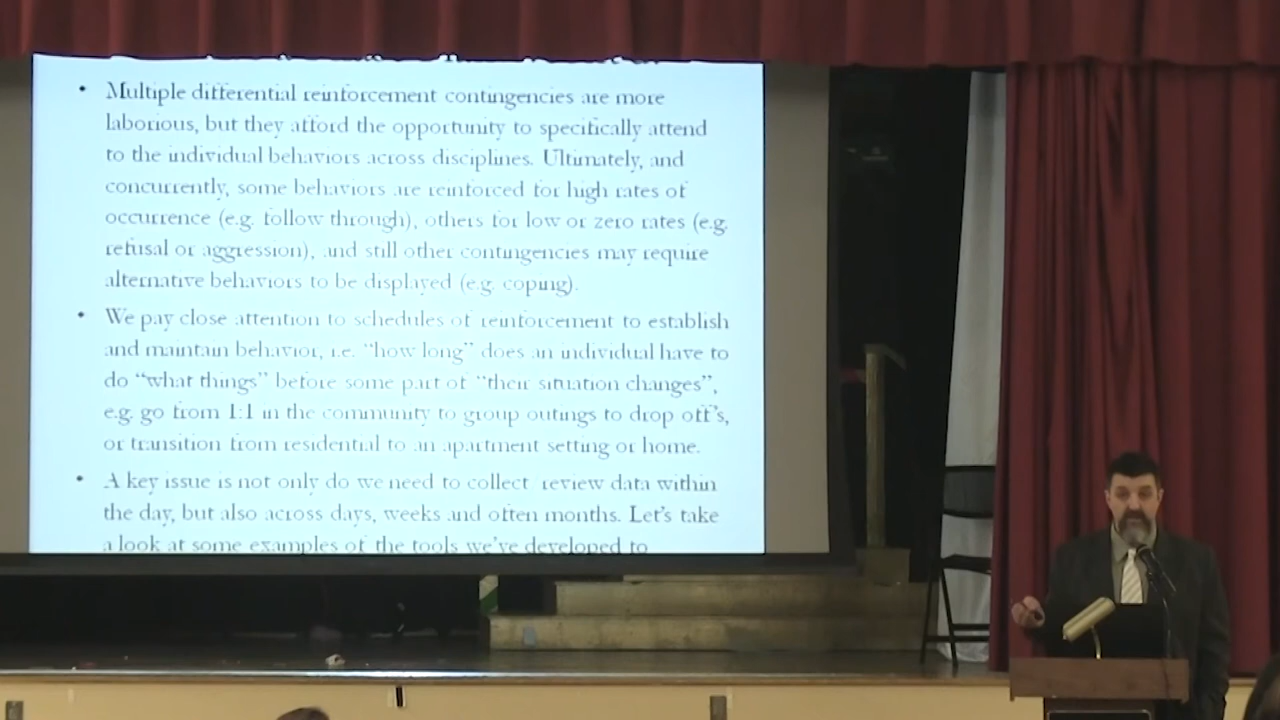 • Multiple differential reinforcement contingencies are more
laborious, but they afford the opportunity to specifically attend
to the individual behaviors across disciplines. Ultimately, and
concurrently, some behaviors are reinforced for high rates of
occurrence (e.g. follow through), others for low or zero rates (e.g.
refusal or aggression), and still other contingencies may require
alternative behaviors to be displayed (e.g. coping).
• We pay close attention to schedules of reinforcement to establish
and maintain behavior, i.e. “how long” does an individual have to
do “what things” before some part of “their situation changes”,
e.g. go from 1:1 in the community to group outings to drop off’s,
or transition from residential to an apartment setting or home.
• A key issue is not only do we need to collect/review data within
the day, but also across days, weeks and often months. Let’s take
a look at some examples of the tools we’ve developed to